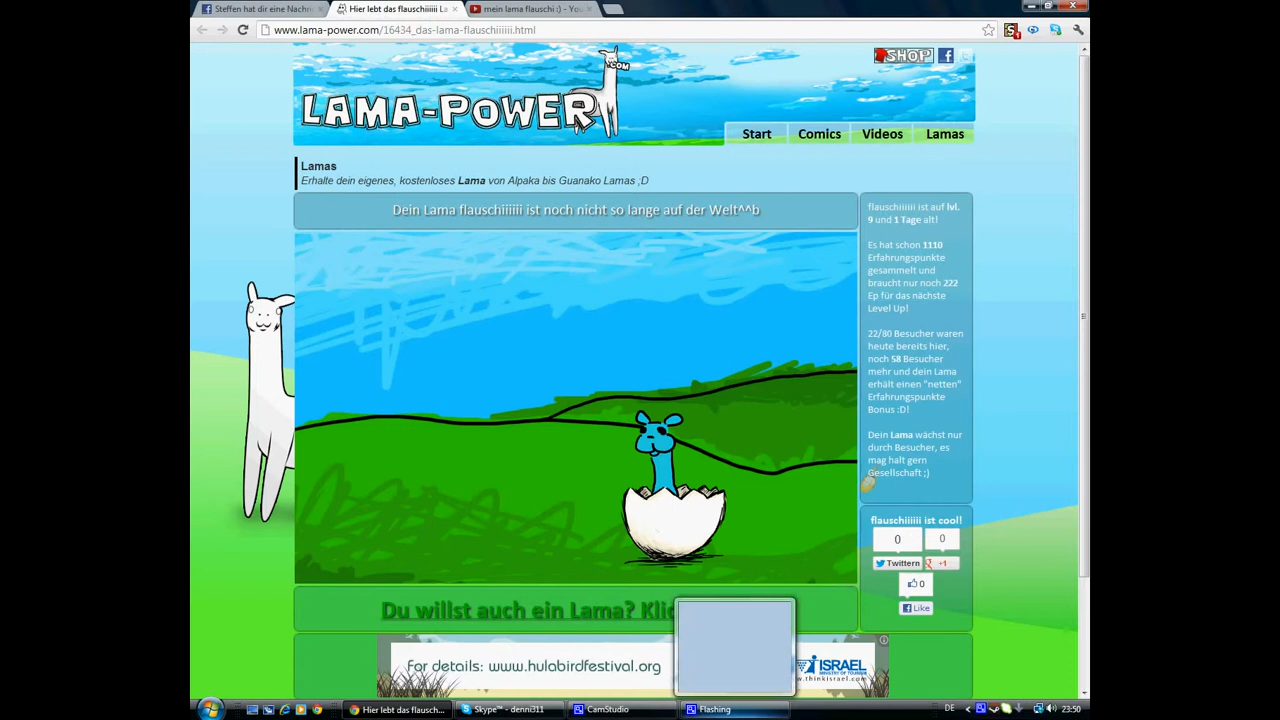 Steffen hat dir eine Nachr
Hier lebt das flauschiiiiii La
mein lama flauschi :) - You
www.lama-power.com/16434_das-lama-flauschiiiiii.html
SHOP
.COM
LAMA-POWER
Start Comics Videos Lamas
Lamas
Erhalte dein eigenes, kostenloses Lama von Alpaka bis Guanako Lamas ;D
Dein Lama flauschiiiiii ist noch nicht so lange auf der Welt^^b
flauschiiiiii ist auf lvl.
9 und 1 Tage alt!
Es hat schon 1110
Erfahrungspunkte
gesammelt und
braucht nur noch 222
Ep für das nächste
Level Up!
22/80 Besucher waren
heute bereits hier,
noch 58 Besucher
mehr und dein Lama
erhält einen "netten"
Erfahrungspunkte
Bonus :D!
Dein Lama wächst nur
durch Besucher, es
mag halt gern
Gesellschaft ;)
flauschiiiiii ist cool!
0 0
Twittern +1
0
Like
Du willst auch ein Lama?
For details: www.hulabirdfestival.org
ISRAEL
MINISTRY OF TOURISM
w.thinkisrael.com
Hier lebt das flausch...
Skype™ - denni311
CamStudio
Flashing
DE
23:50